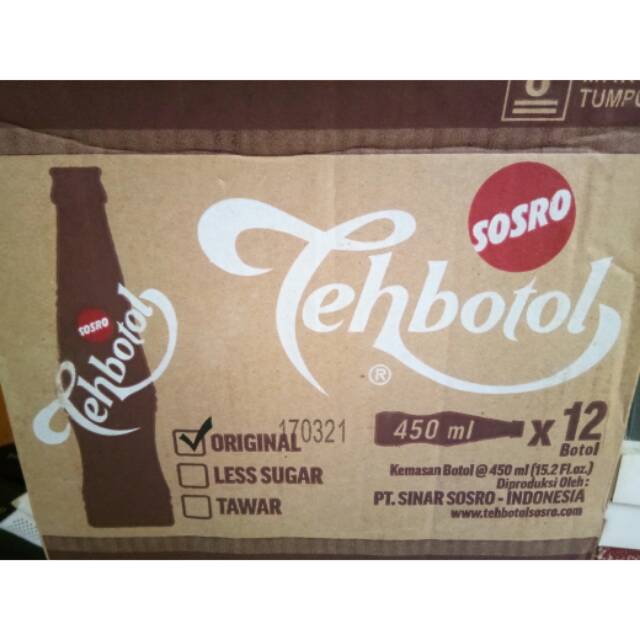 TUMPO
SOSRO
Tehbotol
®
SOSRO
Tehbotol
ORIGINAL
170321
LESS SUGAR
TAWAR
450 ml x 12
Botol
Kemasan Botol @ 450 ml (15.2 Fl.oz.)
Diproduksi Oleh :
PT. SINAR SOSRO - INDONESIA
www.tehbotolsosro.com